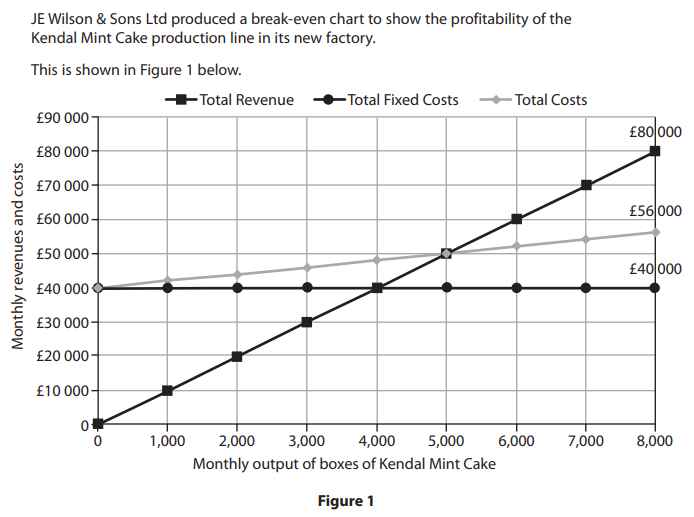 JE Wilson & Sons Ltd produced a break-even chart to show the profitability of the
Kendal Mint Cake production line in its new factory.
This is shown in Figure 1 below.
Total Revenue Total Fixed Costs Total Costs
£90 000
£80 000
£80 000
£70 000
£56 000
£60 000
£50 000
£40 000
£40 000
£30 000
£20 000
£10 000
0
Monthly revenues and costs
0 1,000 2,000 3,000 4,000 5,000 6,000 7,000 8,000
Monthly output of boxes of Kendal Mint Cake
Figure 1